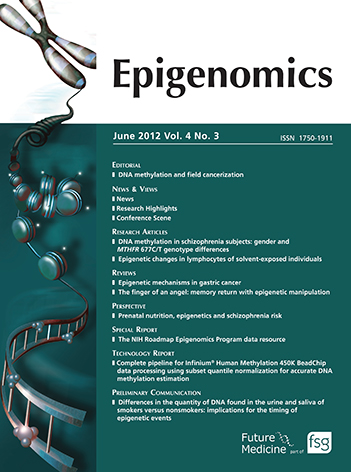 Epigenomics
June 2012 Vol. 4 No. 3 ISSN 1750-1911
EDITORIAL
DNA methylation and field cancerization
NEWS & VIEWS
News
Research Highlights
Conference Scene
RESEARCH ARTICLES
DNA methylation in schizophrenia subjects: gender and
MTHFR 677C/T genotype differences
Epigenetic changes in lymphocytes of solvent-exposed individuals
REVIEWS
Epigenetic mechanisms in gastric cancer
The finger of an angel: memory return with epigenetic manipulation
PERSPECTIVE
Prenatal nutrition, epigenetics and schizophrenia risk
SPECIAL REPORT
The NIH Roadmap Epigenomics Program data resource
TECHNOLOGY REPORT
Complete pipeline for Infinium® Human Methylation 450K BeadChip
data processing using subset quantile normalization for accurate DNA
methylation estimation
PRELIMINARY COMMUNICATION
Differences in the quantity of DNA found in the urine and saliva of
smokers versus nonsmokers: implications for the timing of
epigenetic events
Future
Medicine part of fsg